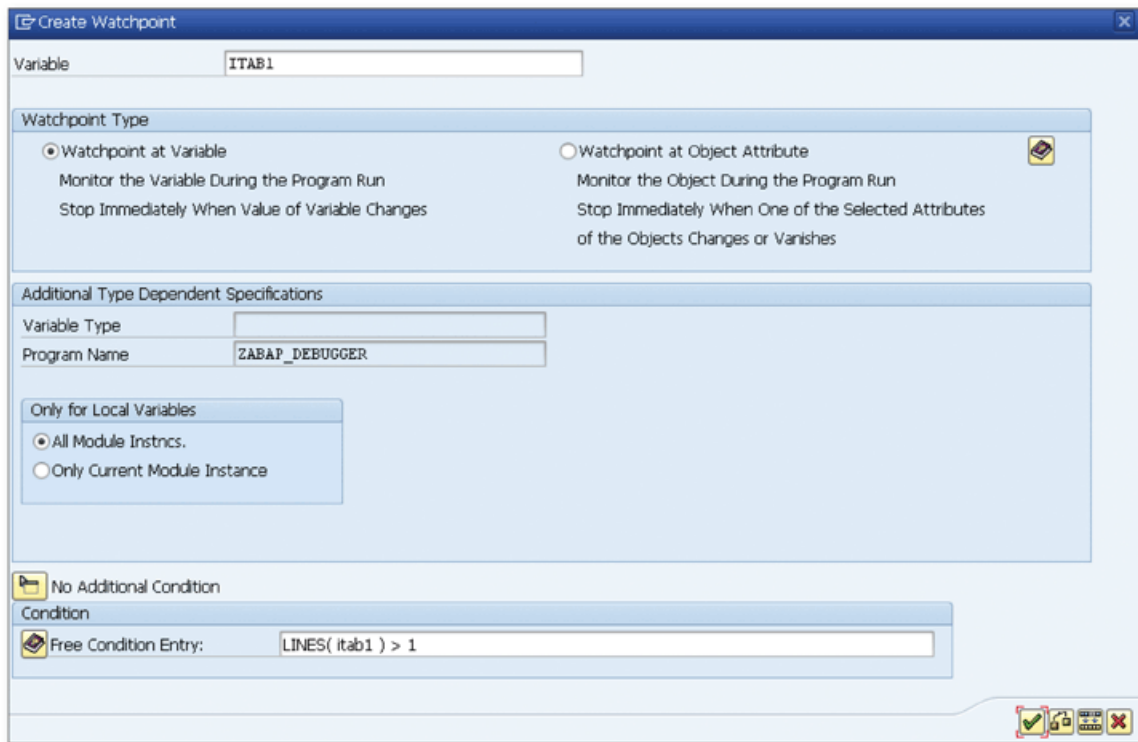 Create Watchpoint
Variable ITAB1
Watchpoint Type
Watchpoint at Variable
Monitor the Variable During the Program Run
Stop Immediately When Value of Variable Changes
Watchpoint at Object Attribute
Monitor the Object During the Program Run
Stop Immediately When One of the Selected Attributes
of the Objects Changes or Vanishes
Additional Type Dependent Specifications
Variable Type
Program Name ZABAP_DEBUGGER
Only for Local Variables
All Module Instncs.
Only Current Module Instance
No Additional Condition
Condition
Free Condition Entry: LINES( itab1 ) > 1